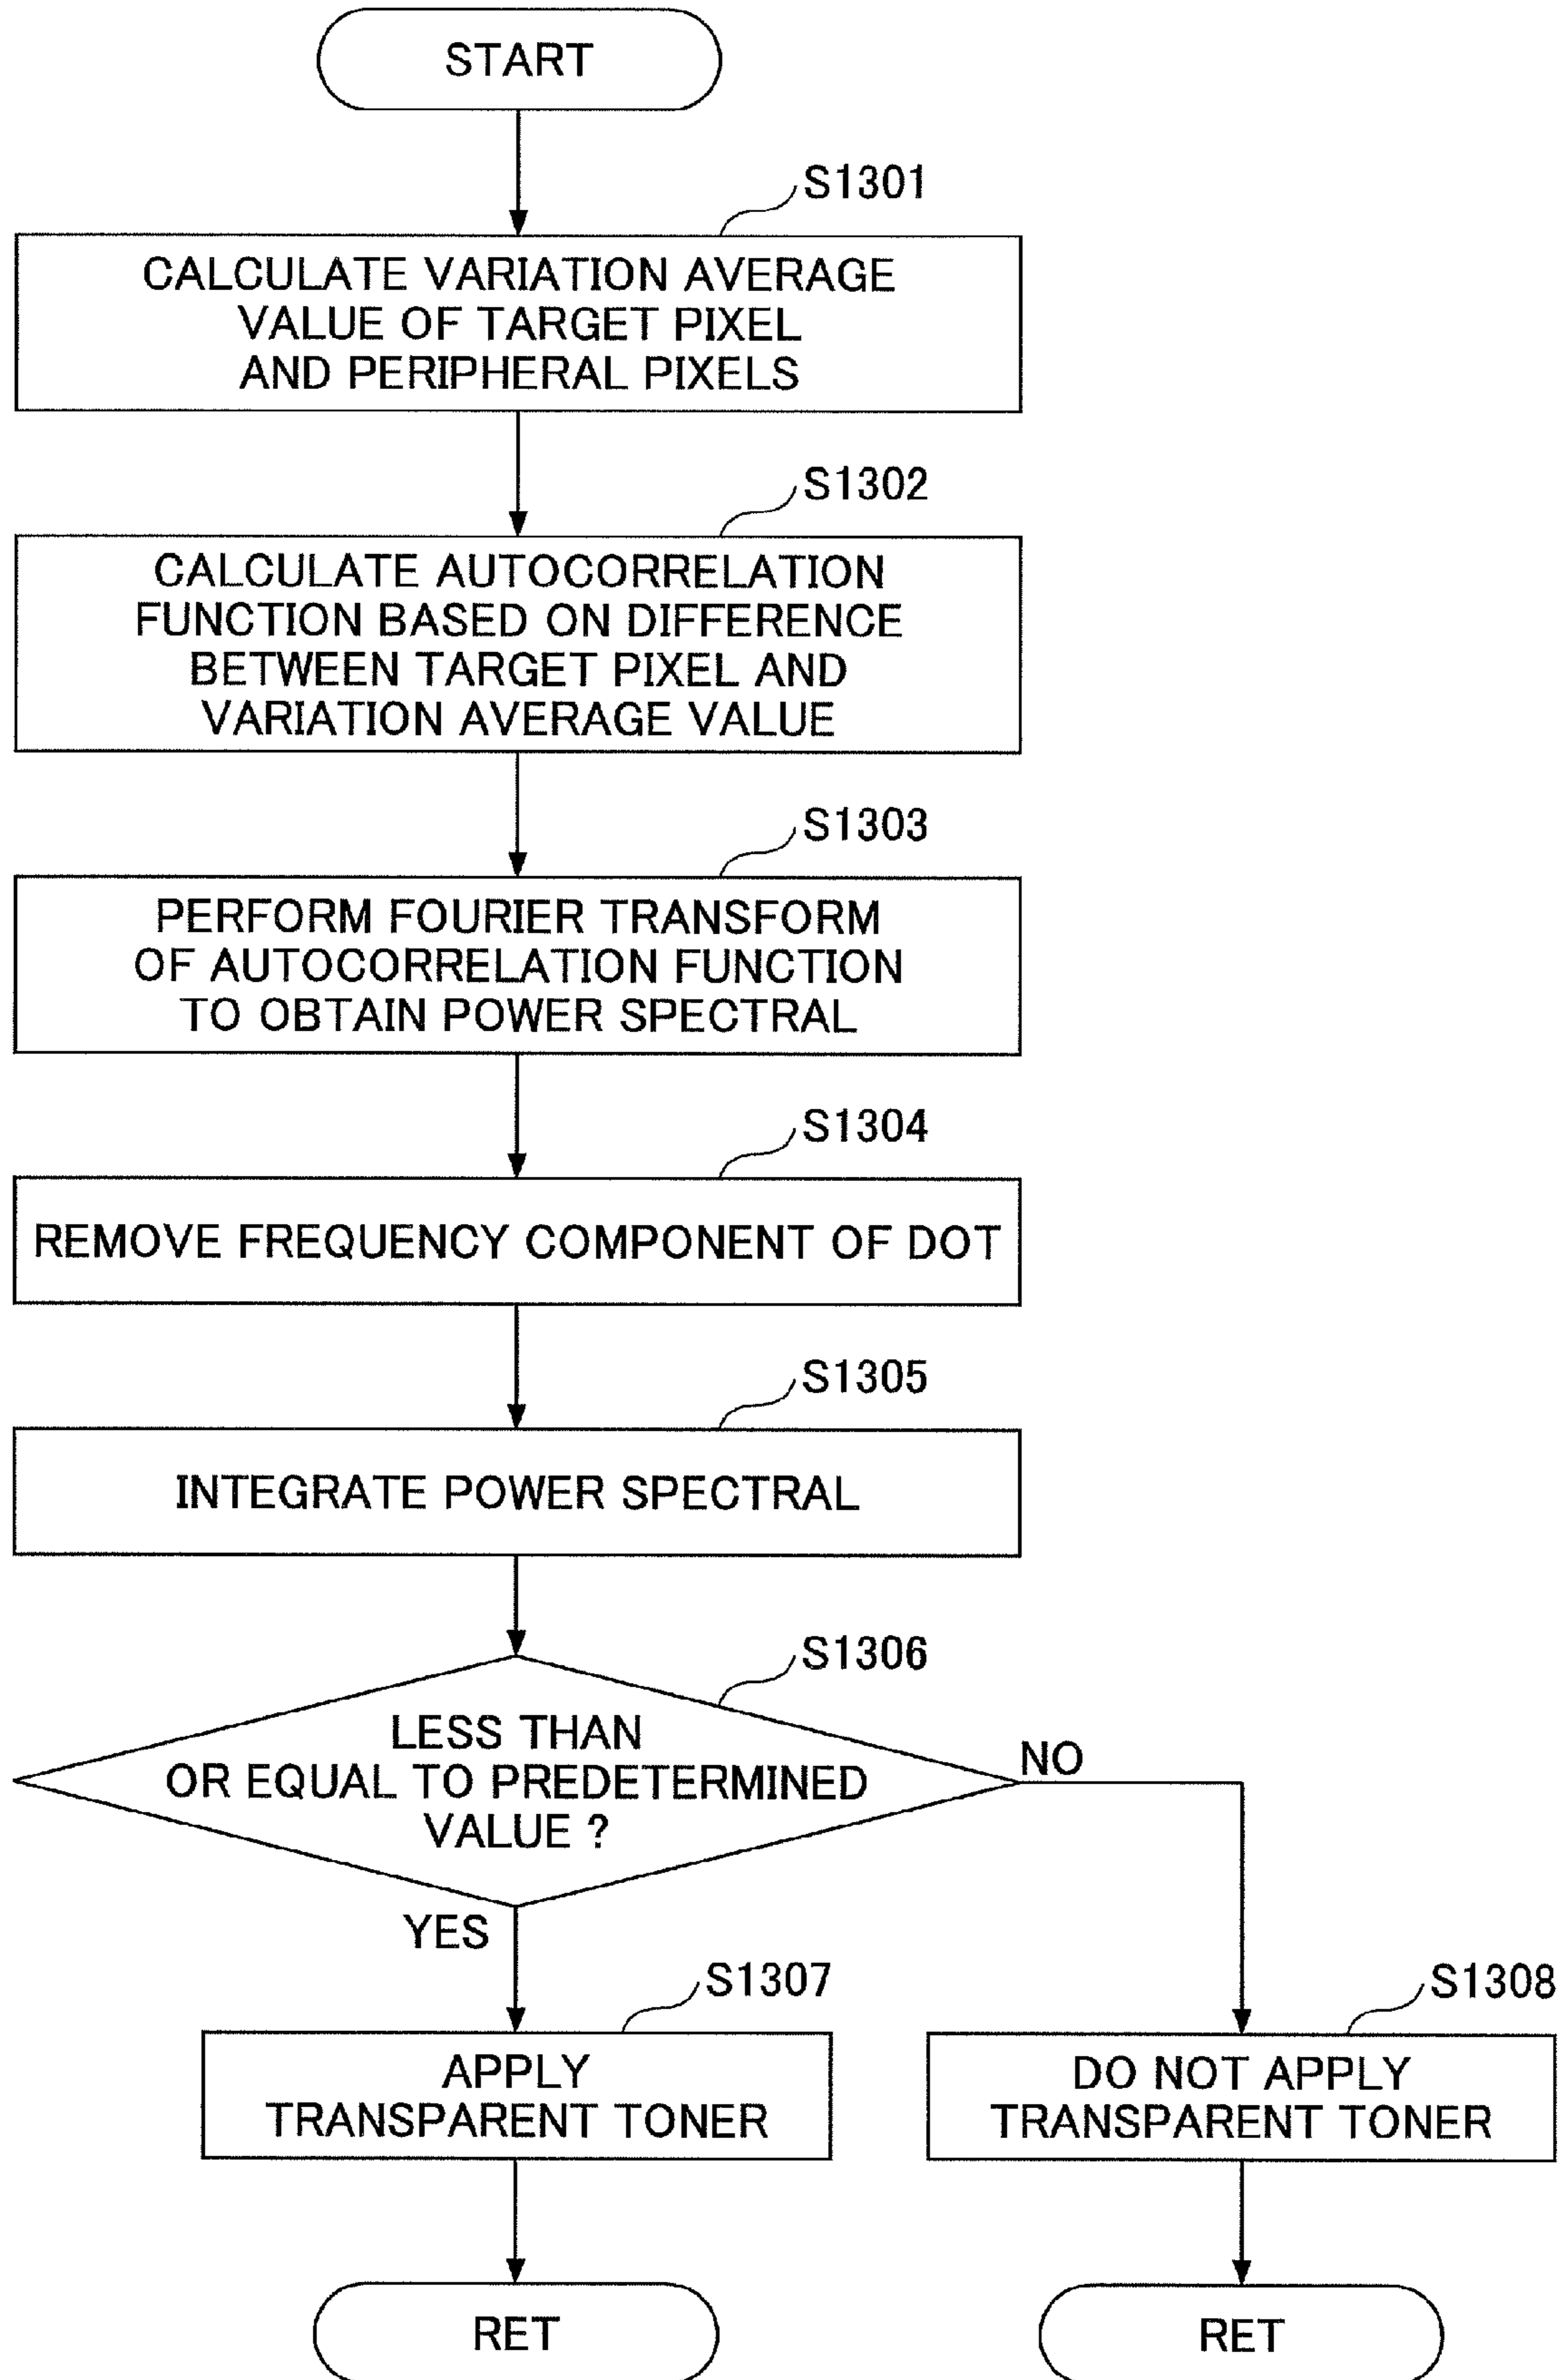 START
S1301
CALCULATE VARIATION AVERAGE
VALUE OF TARGET PIXEL
AND PERIPHERAL PIXELS
S1302
CALCULATE AUTOCORRELATION
FUNCTION BASED ON DIFFERENCE
BETWEEN TARGET PIXEL AND
VARIATION AVERAGE VALUE
S1303
PERFORM FOURIER TRANSFORM
OF AUTOCORRELATION FUNCTION
TO OBTAIN POWER SPECTRAL
S1304
REMOVE FREQUENCY COMPONENT OF DOT
S1305
INTEGRATE POWER SPECTRAL
S1306
LESS THAN
OR EQUAL TO PREDETERMINED
VALUE ?
NO
YES
S1307
APPLY
TRANSPARENT TONER
S1308
DO NOT APPLY
TRANSPARENT TONER
RET
RET